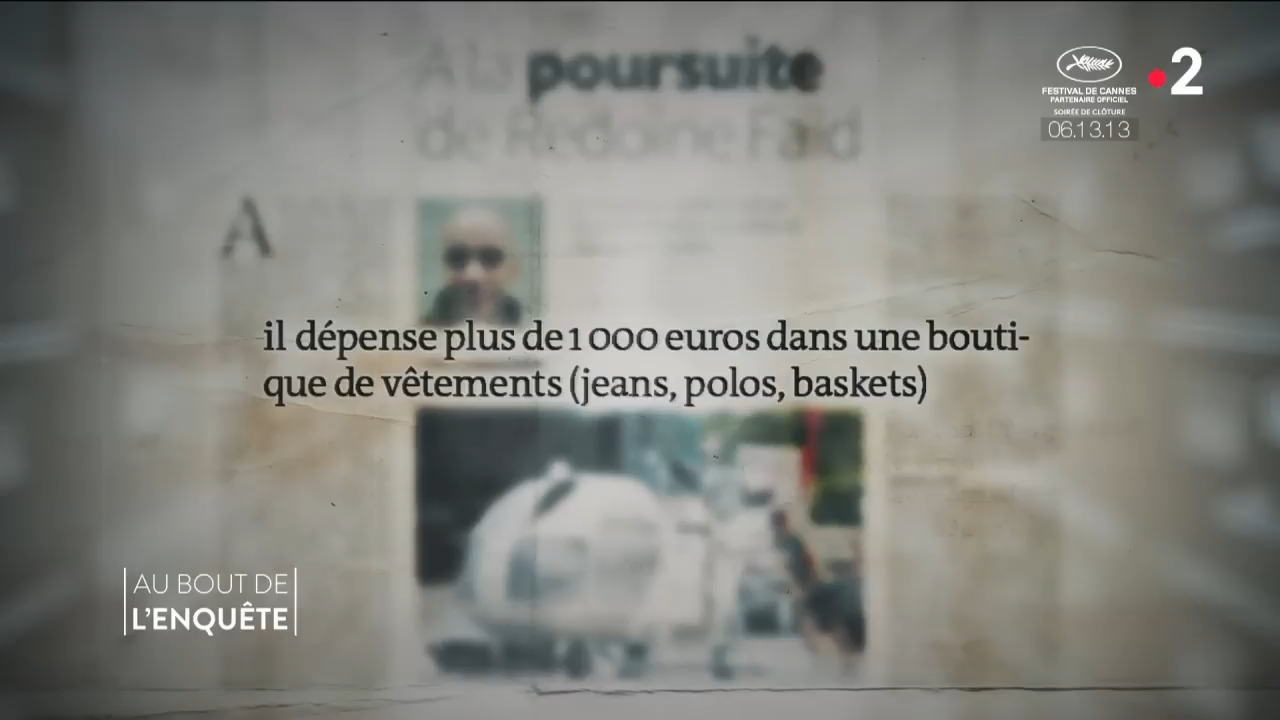 A la poursuite
de Redoine Faïd
FESTIVAL DE CANNES
PARTENAIRE OFFICIEL
SOIRÉE DE CLÔTURE
06.13.13
2
A
il dépense plus de 1 000 euros dans une bouti-
que de vêtements (jeans, polos, baskets)
AU BOUT DE
L'ENQUÊTE